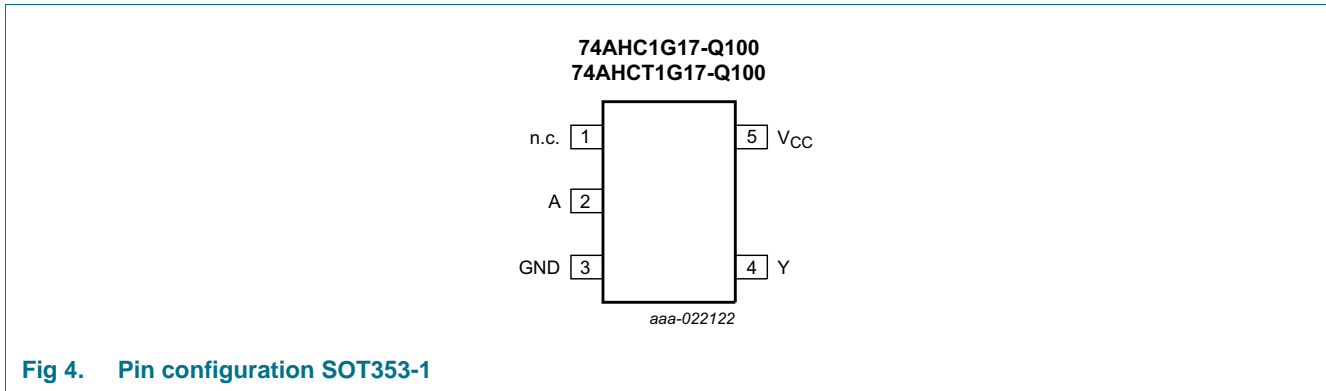 74AHC1G17-Q100
74AHCT1G17-Q100
n.c. 1
5 VCC
A 2
GND 3
4 Y
aaa-022122
Fig 4. Pin configuration SOT353-1